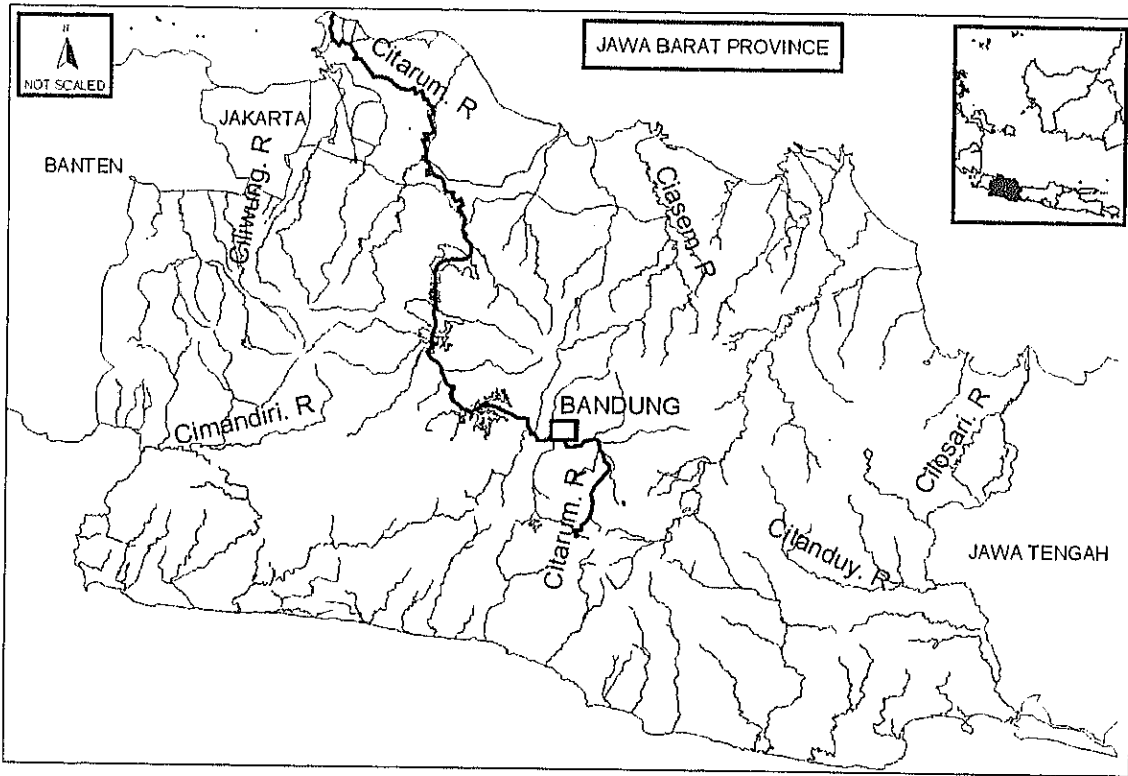 N
NOT SCALED
JAWA BARAT PROVINCE
Citarum. R
JAKARTA
BANTEN
Ciliwung. R
Ciasem. R
BANDUNG
Cimandiri. R
Cilosari. R
Citarum. R
Citanduy. R
JAWA TENGAH